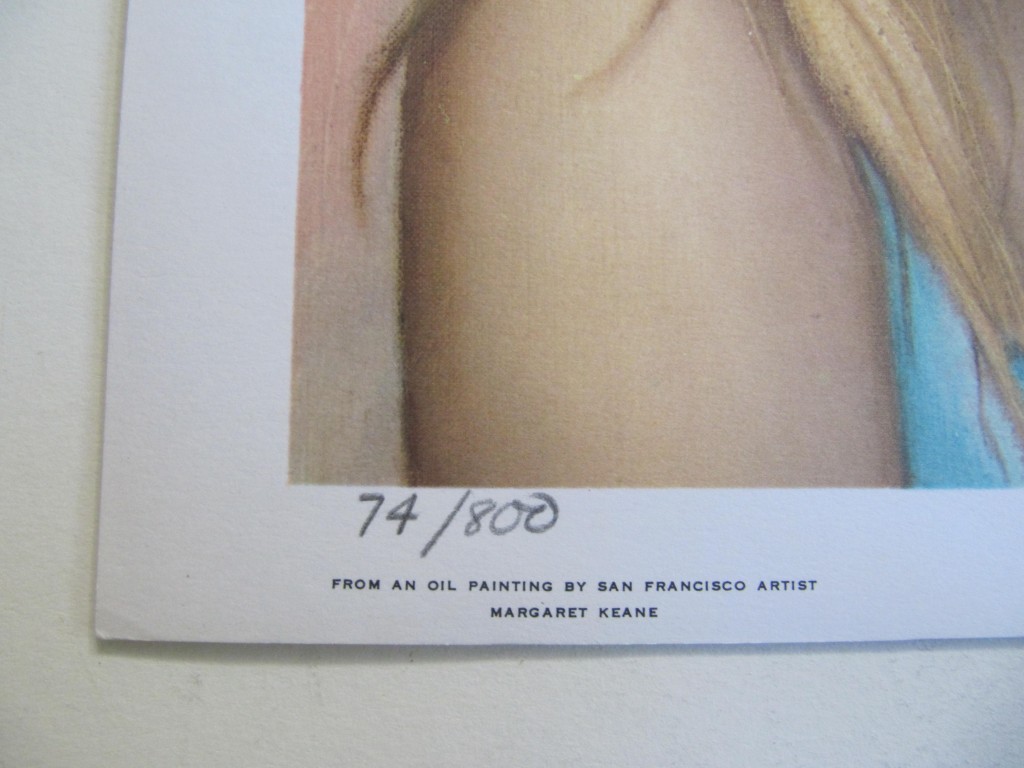 74/800
FROM AN OIL PAINTING BY SAN FRANCISCO ARTIST
MARGARET KEANE